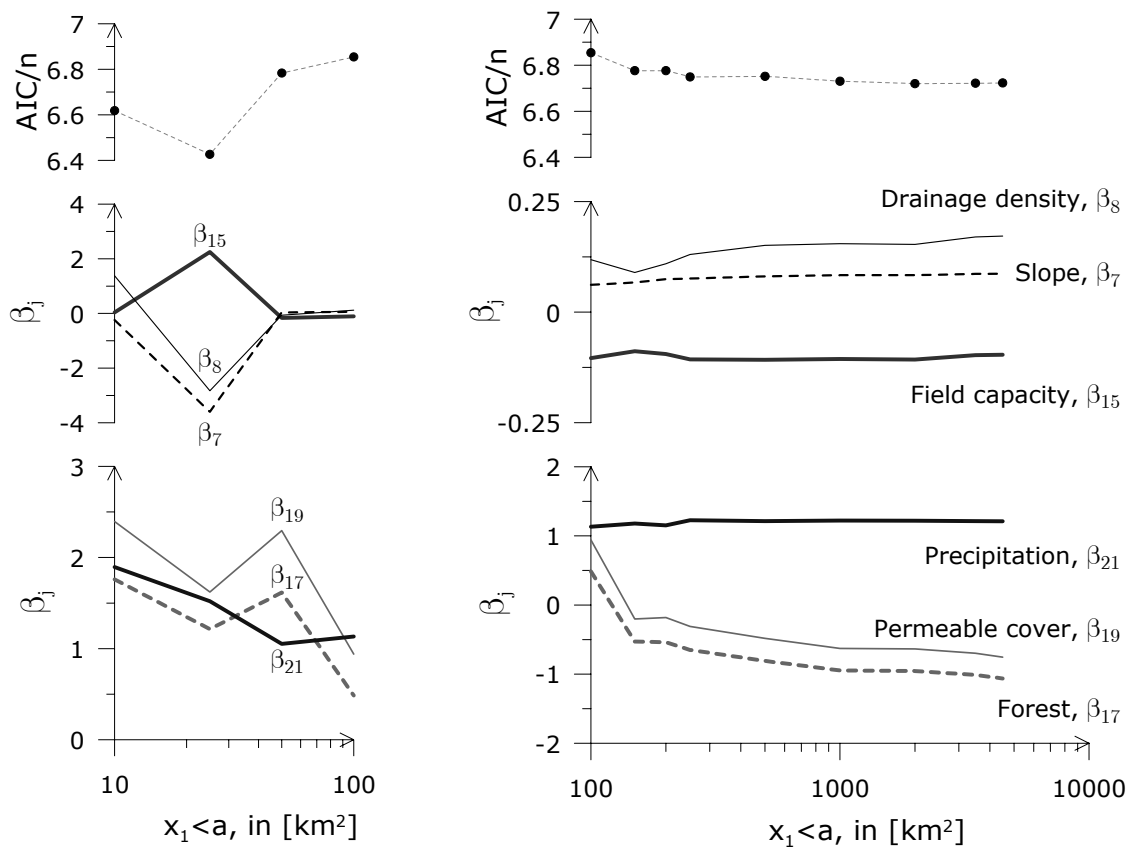 7
6.8
6.6
6.4
AIC/n
4
2
0
-2
-4
βj
β15
β8
β7
3
2
1
0
βj
β19
β17
β21
10
100
x₁<a, in [km²]
7
6.8
6.6
6.4
AIC/n
0.25
0
-0.25
βj
Drainage density, β8
Slope, β7
Field capacity, β15
2
1
0
-1
-2
βj
Precipitation, β21
Permeable cover, β19
Forest, β17
100
1000
10000
x₁<a, in [km²]